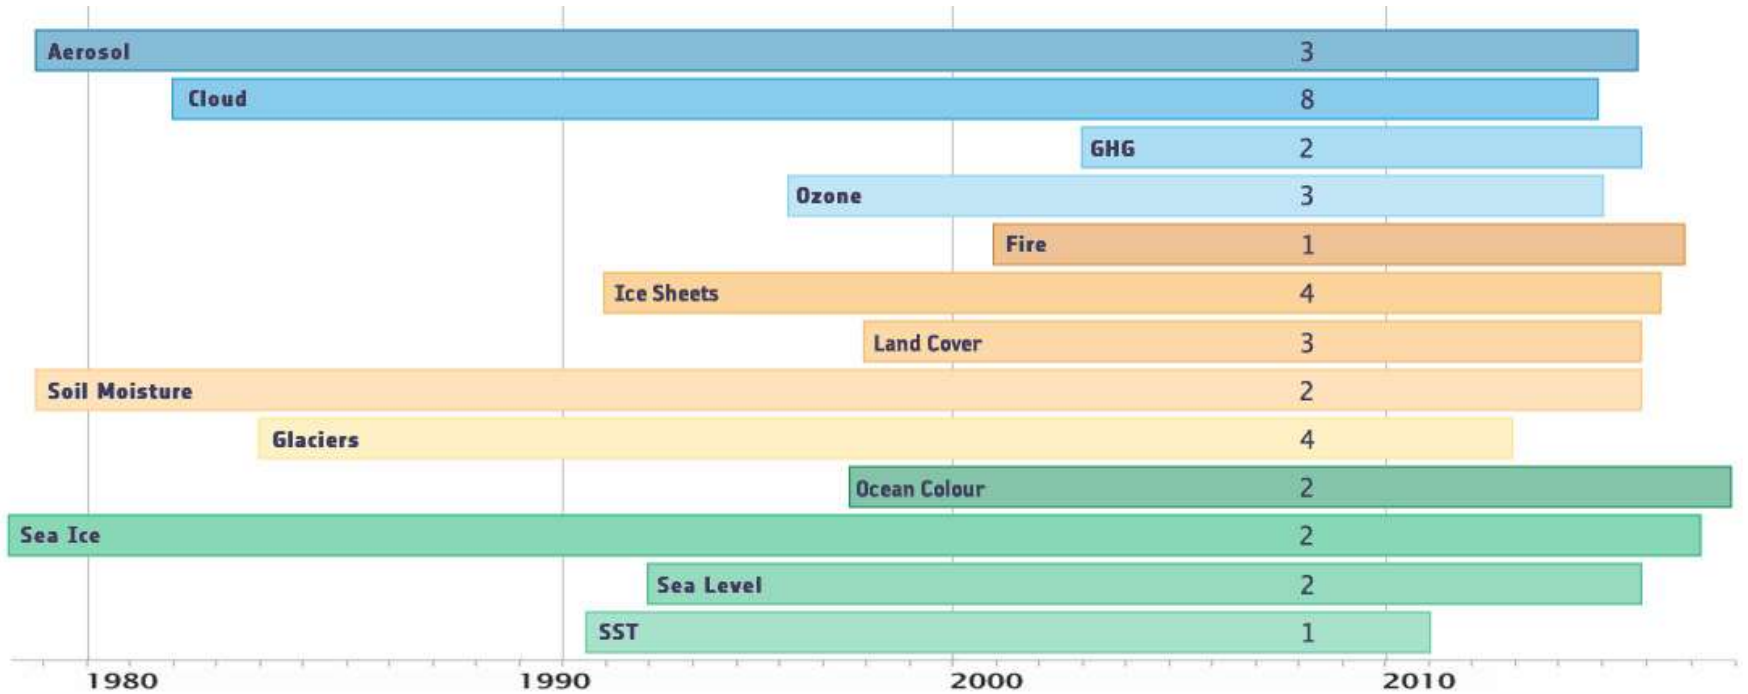 Aerosol 3
Cloud 8
GHG 2
Ozone 3
Fire 1
Ice Sheets 4
Land Cover 3
Soil Moisture 2
Glaciers 4
Ocean Colour 2
Sea Ice 2
Sea Level 2
SST 1
1980 1990 2000 2010